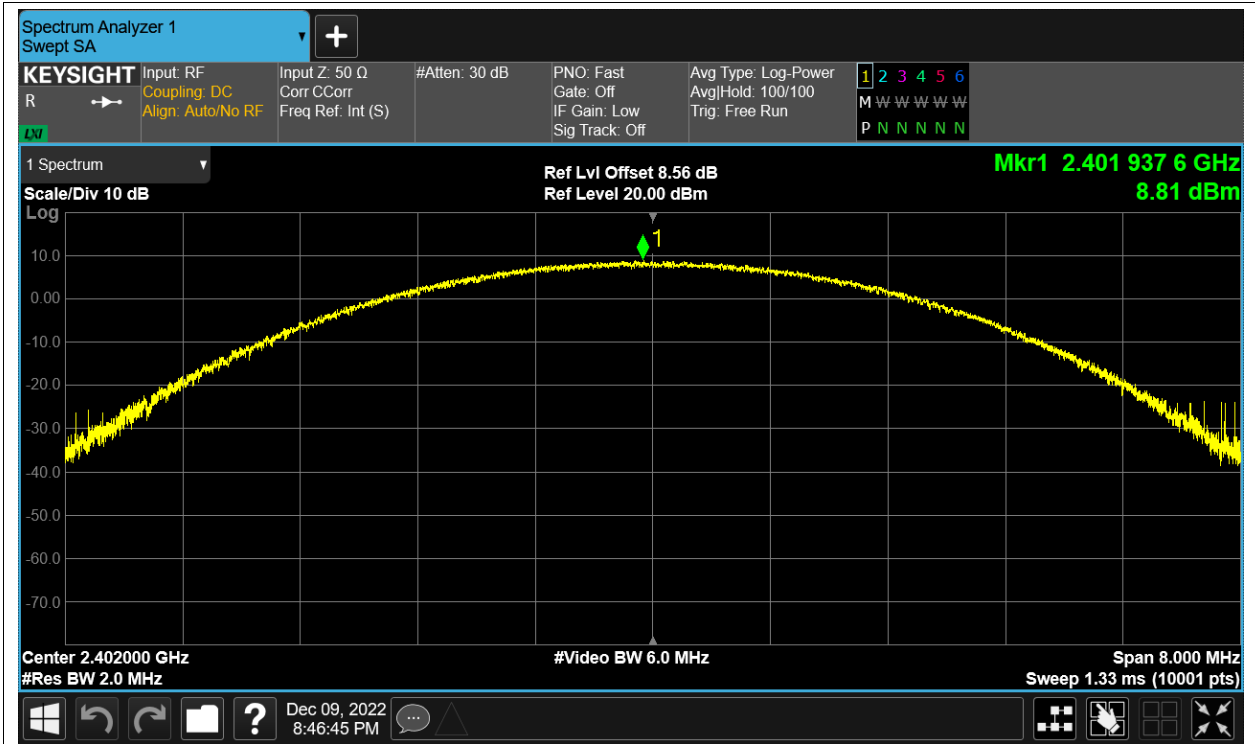 Spectrum Analyzer 1
Swept SA
KEYSIGHT
R
LXI
Input: RF
Coupling: DC
Align: Auto/No RF
Input Z: 50 Ω
Corr CCorr
Freq Ref: Int (S)
#Atten: 30 dB
PNO: Fast
Gate: Off
IF Gain: Low
Sig Track: Off
Avg Type: Log-Power
Avg|Hold: 100/100
Trig: Free Run
1 2 3 4 5 6
M W W W W W W
P N N N N N N
1 Spectrum
Scale/Div 10 dB
Log
Ref Lvl Offset 8.56 dB
Ref Level 20.00 dBm
Mkr1 2.401 937 6 GHz
8.81 dBm
1
10.0
0.00
-10.0
-20.0
-30.0
-40.0
-50.0
-60.0
-70.0
Center 2.402000 GHz
#Res BW 2.0 MHz
#Video BW 6.0 MHz
Span 8.000 MHz
Sweep 1.33 ms (10001 pts)
?
Dec 09, 2022
8:46:45 PM